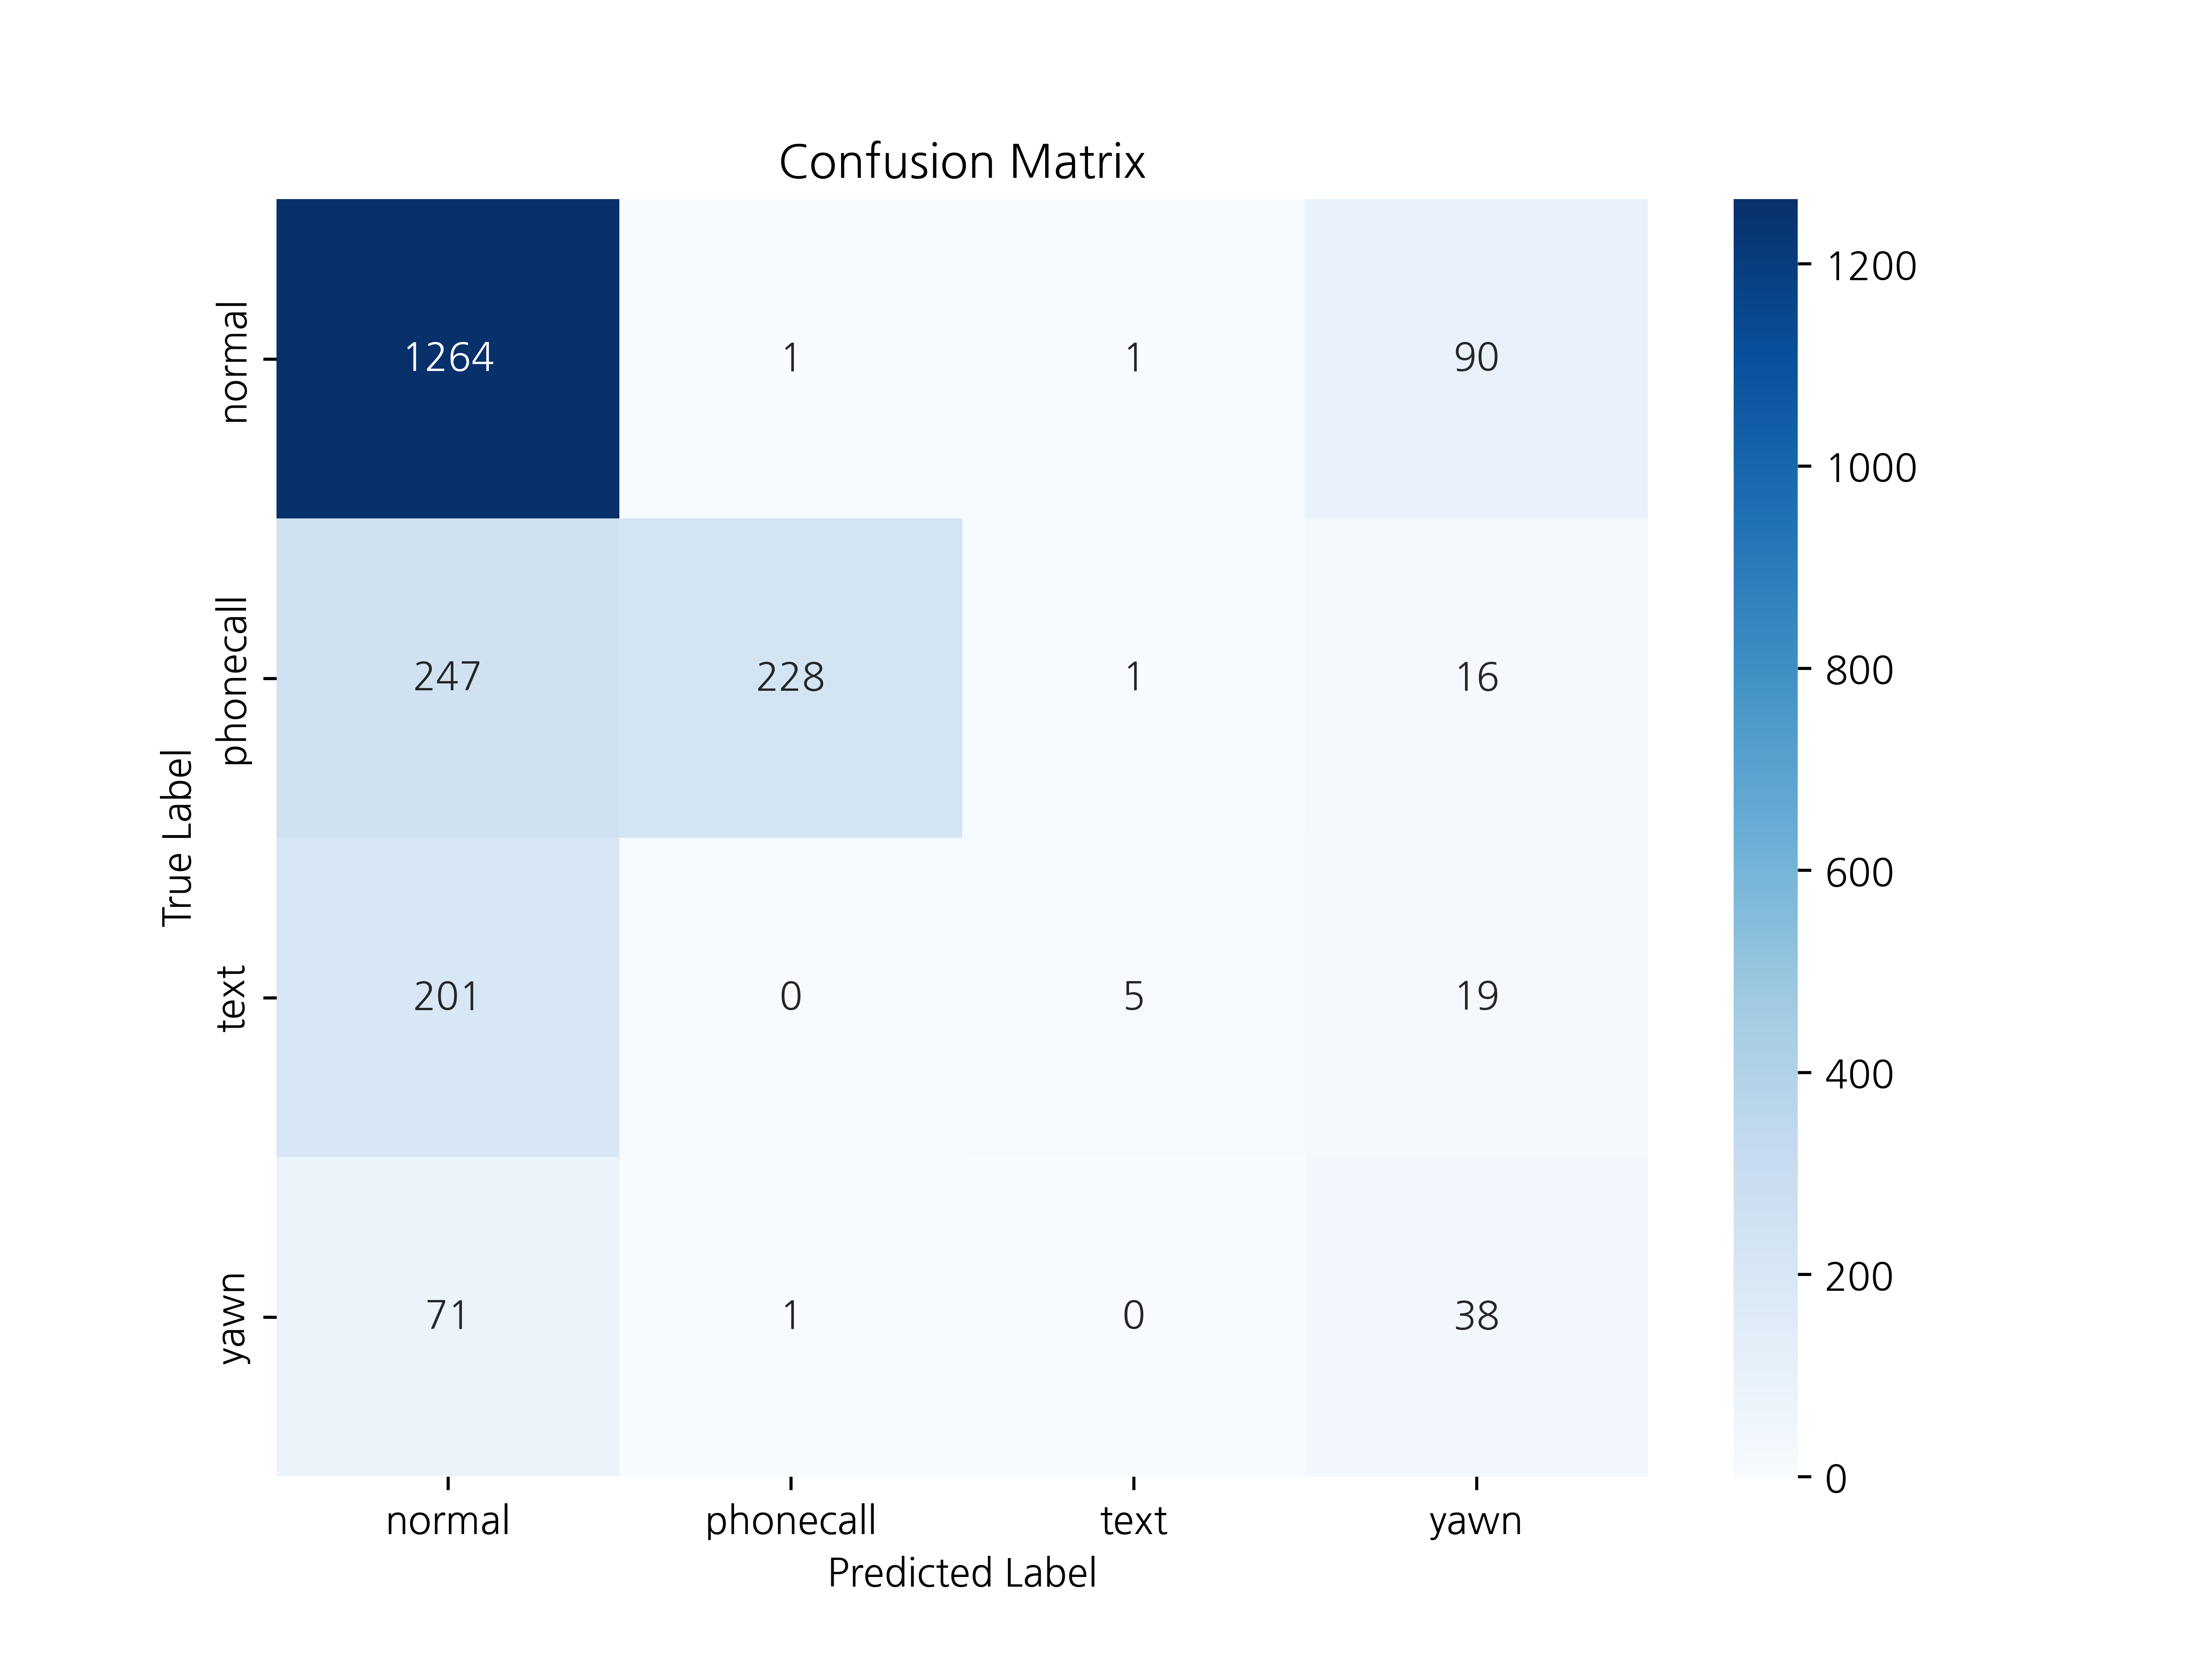 Confusion Matrix
True Label
normal
1264
1
1
90
phonecall
247
228
1
16
text
201
0
5
19
yawn
71
1
0
38
normal
phonecall
text
yawn
Predicted Label
1200
1000
800
600
400
200
0